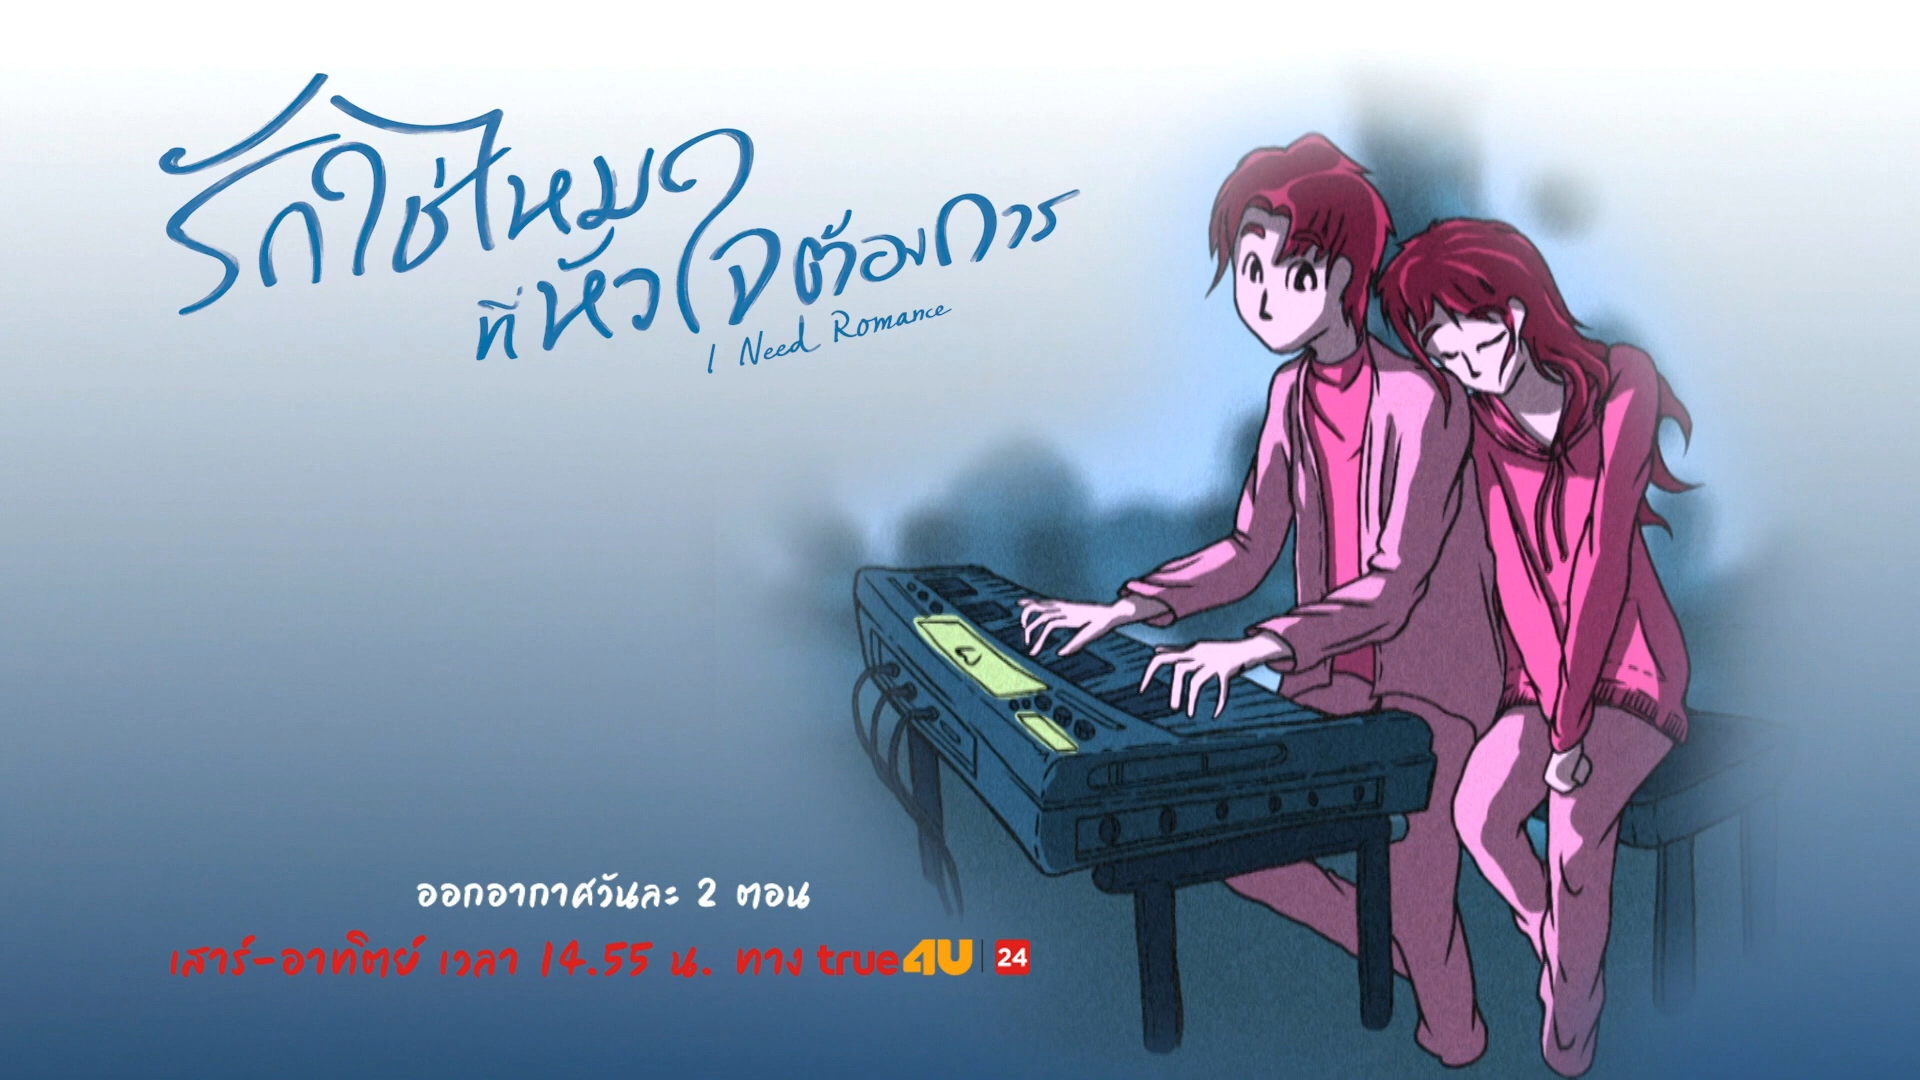 รักใช่ไหม
ที่หัวใจต้องการ
I Need Romance
ออกอากาศวันละ 2 ตอน
เสาร์-อาทิตย์ เวลา 14.55 น. ทาง true4U 24